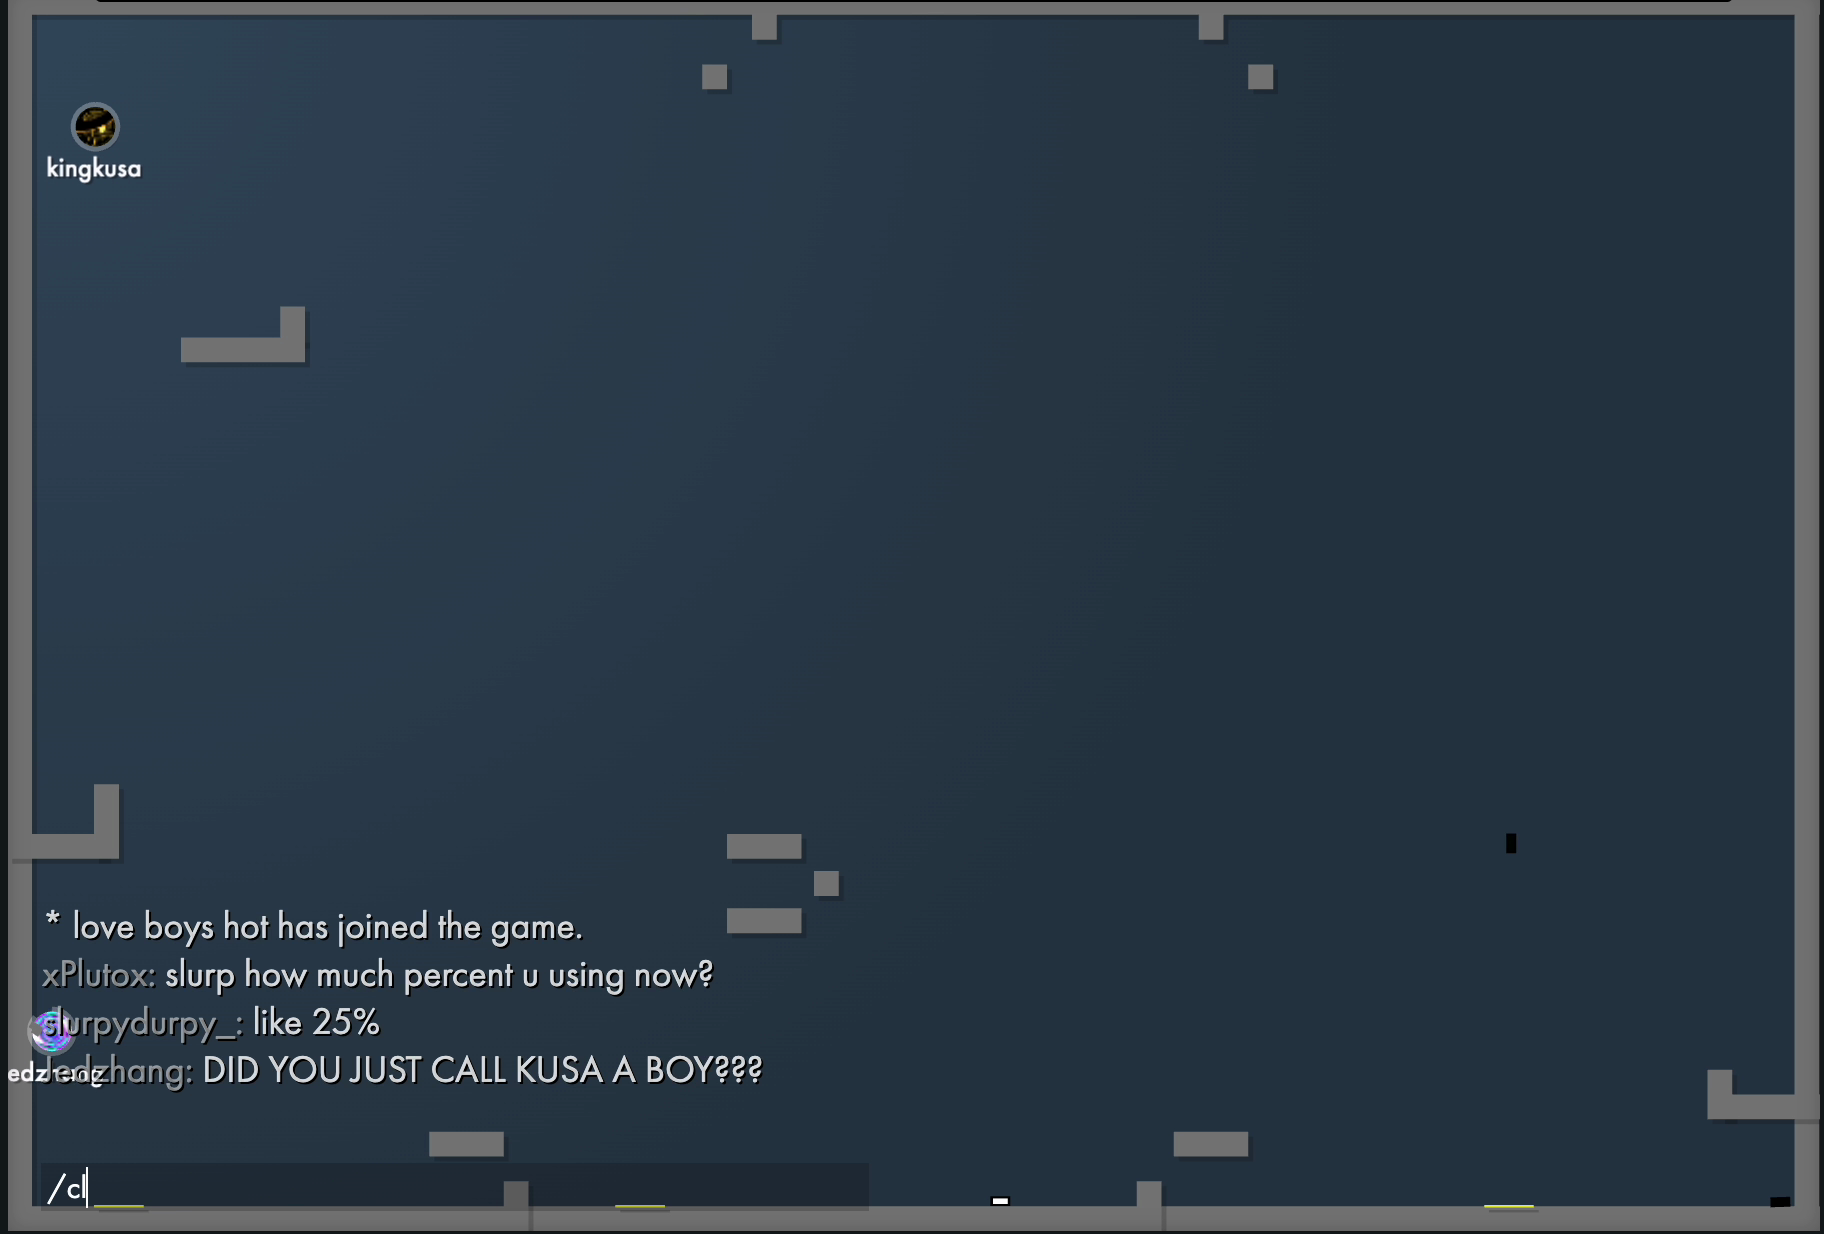 kingkusa
* love boys hot has joined the game.
xPlutox: slurp how much percent u using now?
slurpydurpy_: like 25%
Jedzhang: DID YOU JUST CALL KUSA A BOY???
/cl